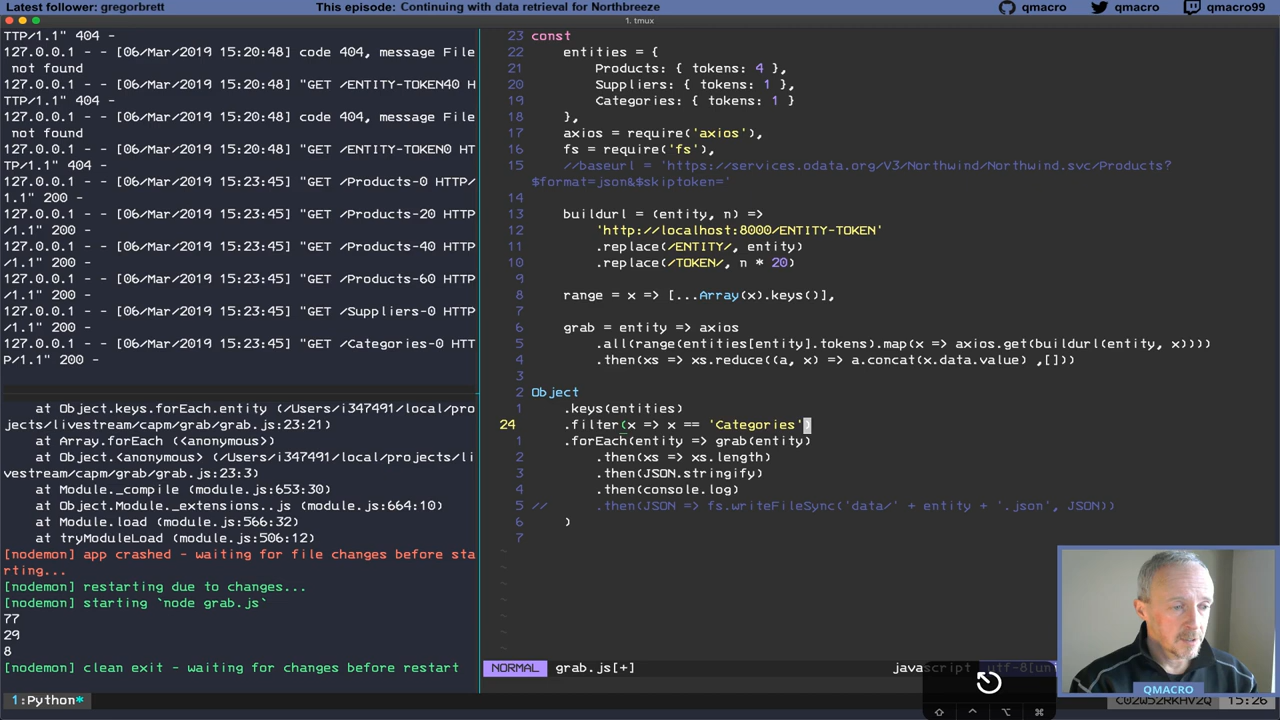 Latest follower: gregorbrett
This episode: Continuing with data retrieval for Northbreeze
qmacro
qmacro
qmacro99
1. tmux
TTP/1.1" 404 -
127.0.0.1 - - [06/Mar/2019 15:20:48] code 404, message File
 not found
127.0.0.1 - - [06/Mar/2019 15:20:48] "GET /ENTITY-TOKEN40 H
TTP/1.1" 404 -
127.0.0.1 - - [06/Mar/2019 15:20:48] code 404, message File
 not found
127.0.0.1 - - [06/Mar/2019 15:20:48] "GET /ENTITY-TOKEN0 HT
TP/1.1" 404 -
127.0.0.1 - - [06/Mar/2019 15:23:45] "GET /Products-0 HTTP/
1.1" 200 -
127.0.0.1 - - [06/Mar/2019 15:23:45] "GET /Products-20 HTTP
/1.1" 200 -
127.0.0.1 - - [06/Mar/2019 15:23:45] "GET /Products-40 HTTP
/1.1" 200 -
127.0.0.1 - - [06/Mar/2019 15:23:45] "GET /Products-60 HTTP
/1.1" 200 -
127.0.0.1 - - [06/Mar/2019 15:23:45] "GET /Suppliers-0 HTTP
/1.1" 200 -
127.0.0.1 - - [06/Mar/2019 15:23:45] "GET /Categories-0 HTT
P/1.1" 200 -
    at Object.keys.forEach.entity (/Users/i347491/local/pro
jects/livestream/capm/grab/grab.js:23:21)
    at Array.forEach (<anonymous>)
    at Object.<anonymous> (/Users/i347491/local/projects/li
vestream/capm/grab/grab.js:23:3)
    at Module._compile (module.js:653:30)
    at Object.Module._extensions..js (module.js:664:10)
    at Module.load (module.js:566:32)
    at tryModuleLoad (module.js:506:12)
[nodemon] app crashed - waiting for file changes before sta
rting...
[nodemon] restarting due to changes...
[nodemon] starting `node grab.js`
77
29
8
[nodemon] clean exit - waiting for changes before restart
23 const
22     entities = {
21         Products: { tokens: 4 },
20         Suppliers: { tokens: 1 },
19         Categories: { tokens: 1 }
18     },
17     axios = require('axios'),
16     fs = require('fs'),
15     //baseurl = 'https://services.odata.org/V3/Northwind/Northwind.svc/Products?
$format=json&$skiptoken='
14
13     buildurl = (entity, n) =>
12         'http://localhost:8000/ENTITY-TOKEN'
11         .replace(/ENTITY/, entity)
10         .replace(/TOKEN/, n * 20)
9
8     range = x => [...Array(x).keys()],
7
6     grab = entity => axios
5         .all(range(entities[entity].tokens).map(x => axios.get(buildurl(entity, x))))
4         .then(xs => xs.reduce((a, x) => a.concat(x.data.value) ,[]))
3
2 Object
1     .keys(entities)
24     .filter(x => x == 'Categories')
1     .forEach(entity => grab(entity)
2         .then(xs => xs.length)
3         .then(JSON.stringify)
4         .then(console.log)
5 //      .then(JSON => fs.writeFileSync('data/' + entity + '.json', JSON))
6     )
7
~
~
~
~
~
~
~
NORMAL grab.js[+] javascript utf-8[un
QMACRO
1:Python*
C02W52RKHV2Q 15:26